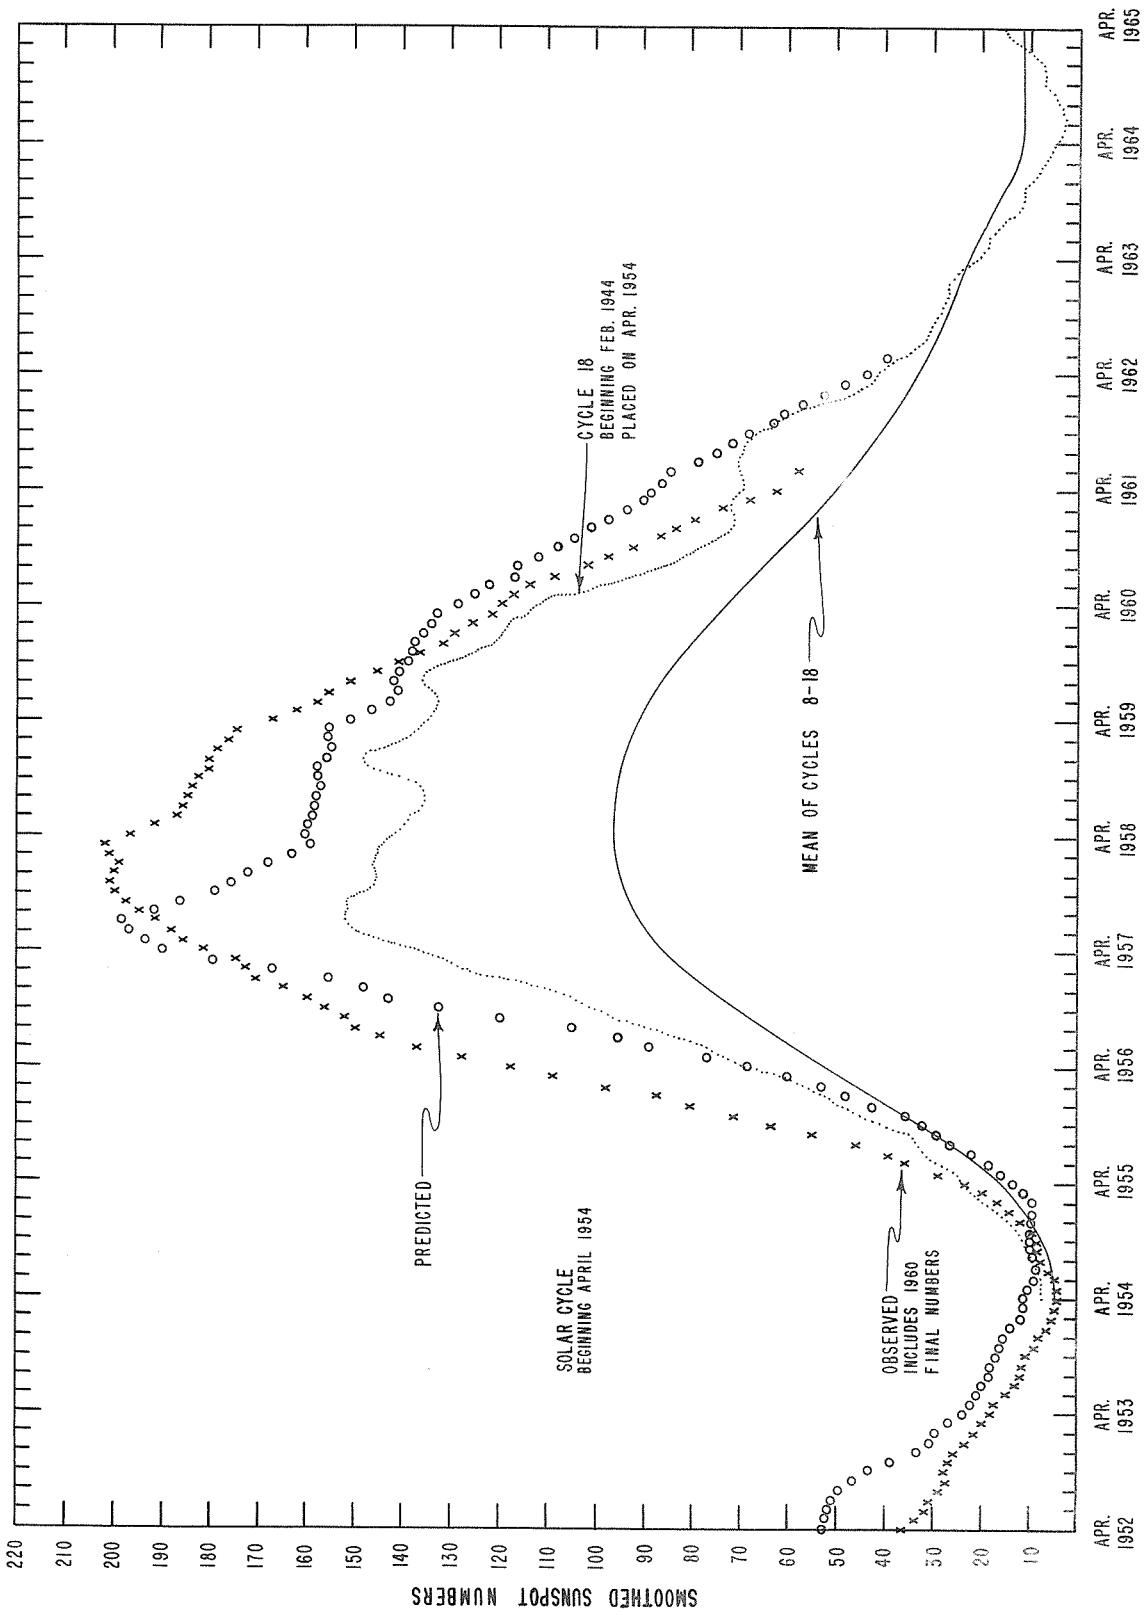 SMOOTHED SUNSPOT NUMBERS
220
210
200
190
180
170
160
150
140
130
120
110
100
90
80
70
60
50
40
30
20
10
PREDICTED
SOLAR CYCLE
BEGINNING APRIL 1954
OBSERVED
INCLUDES 1960
FINAL NUMBERS
CYCLE 18
BEGINNING FEB. 1944
PLACED ON APR. 1954
MEAN OF CYCLES 8-18
APR.
1952
APR.
1953
APR.
1954
APR.
1955
APR.
1956
APR.
1957
APR.
1958
APR.
1959
APR.
1960
APR.
1961
APR.
1962
APR.
1963
APR.
1964
APR.
1965